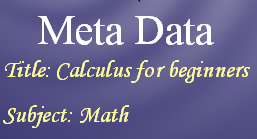 Meta Data
Title: Calculus for beginners
Subject: Math